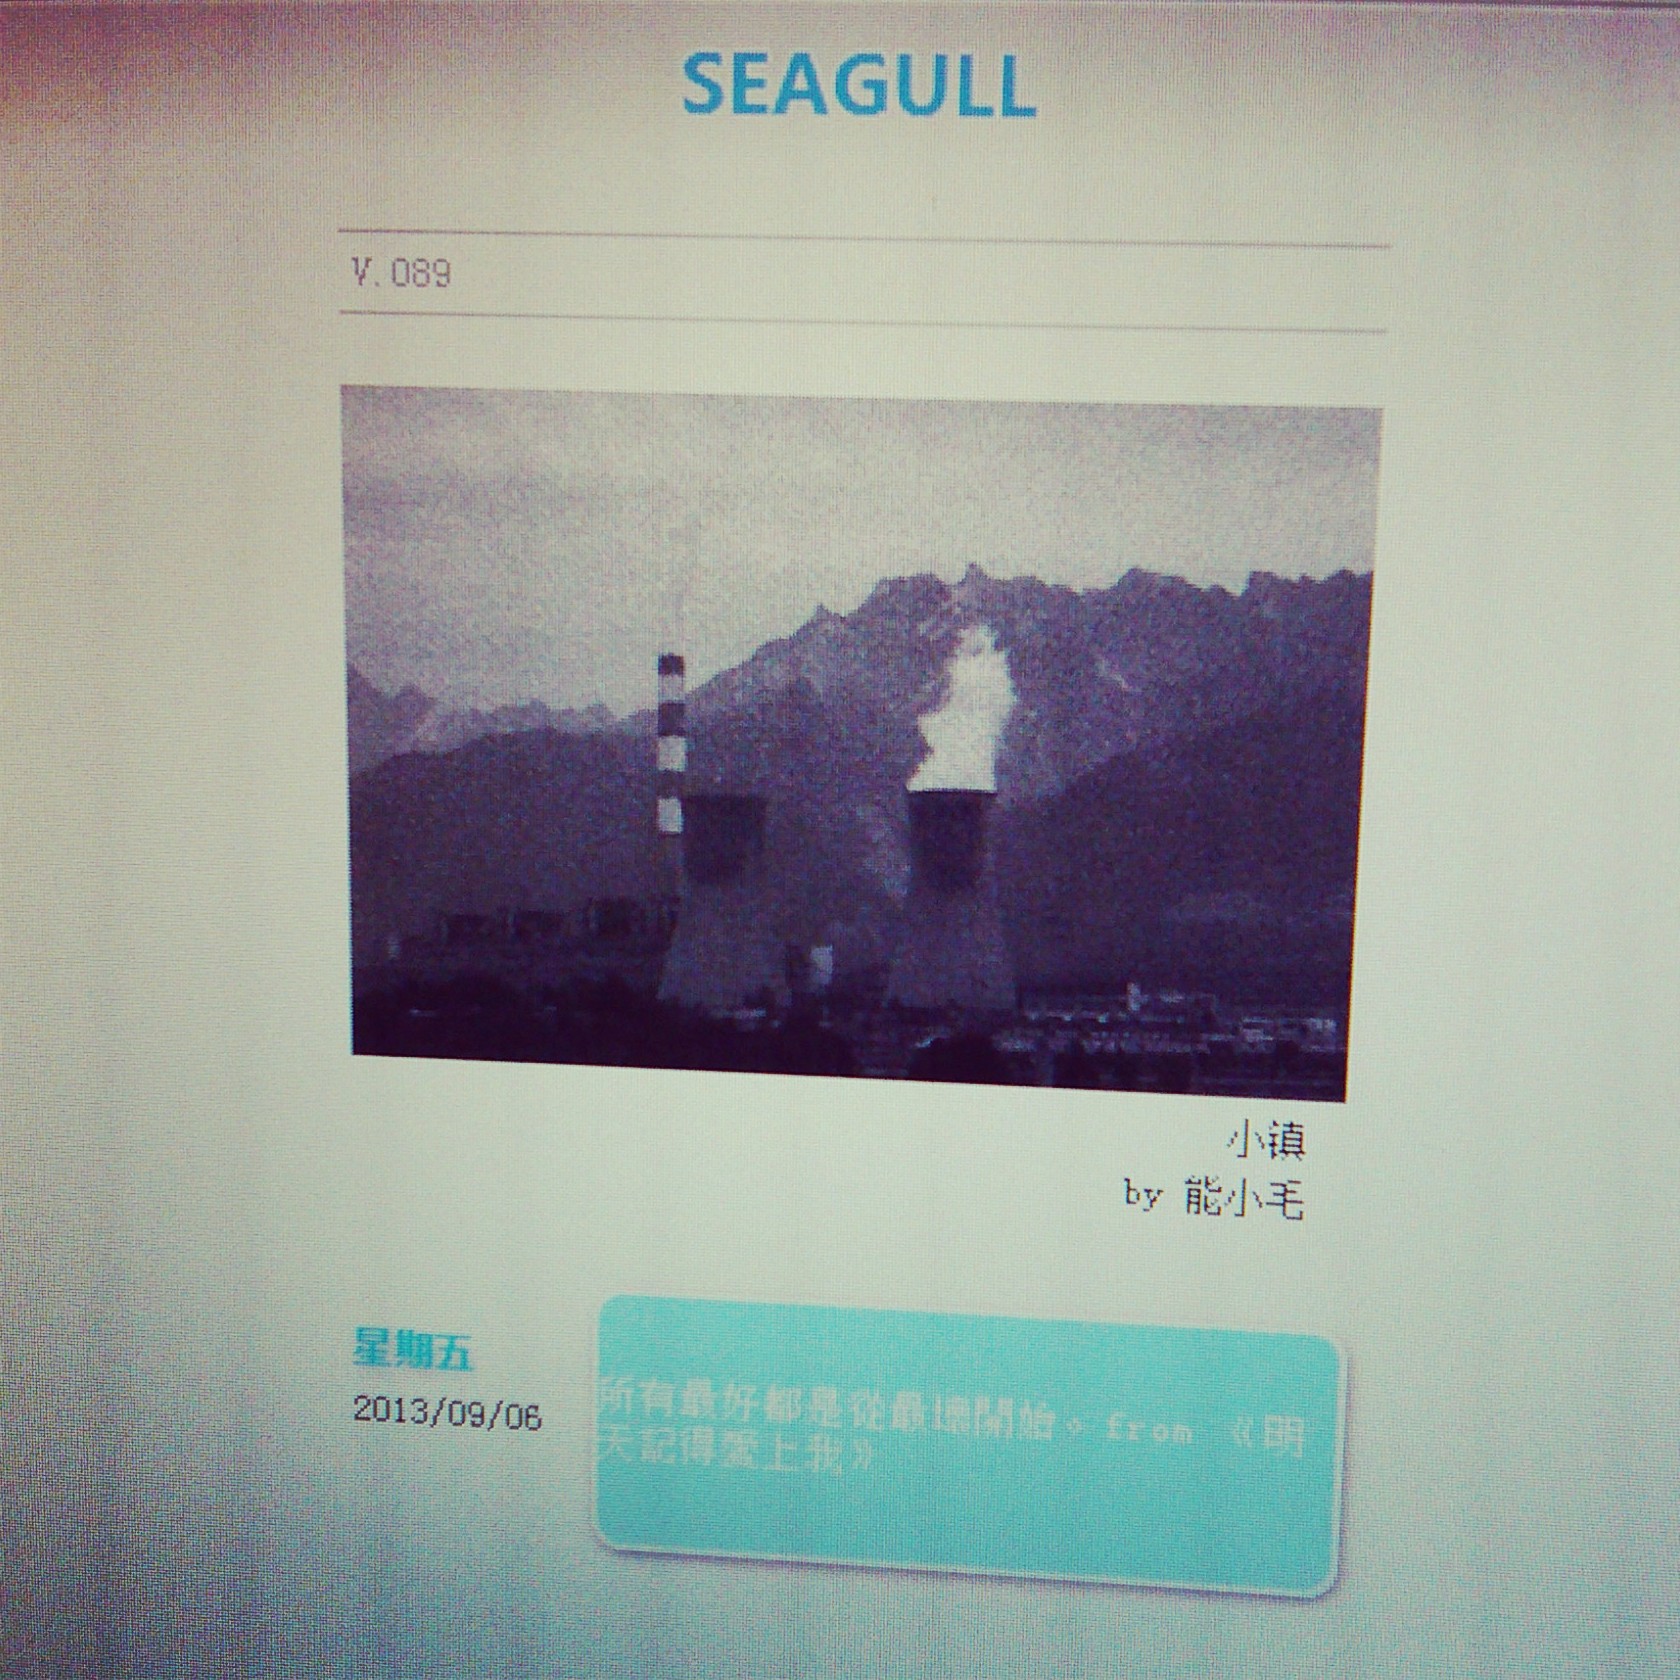 SEAGULL
V.089
小镇
by 能小毛
星期五
2013/09/06
所有最好都是從最壞開始。from 《明
天記得愛上我》